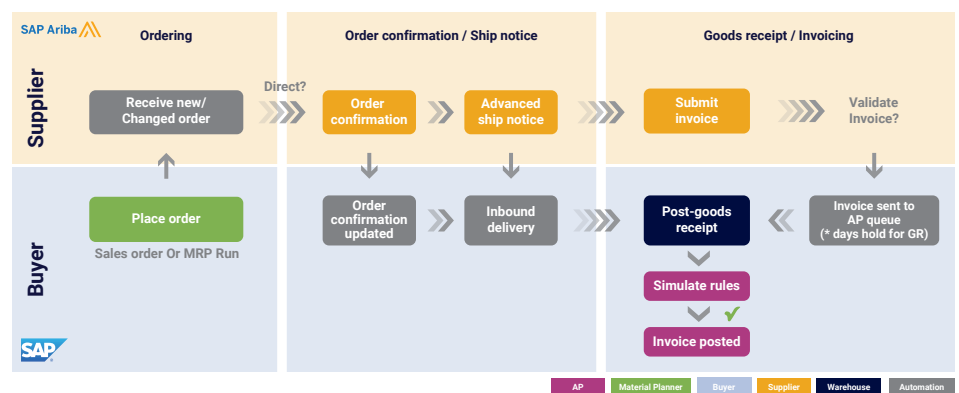 SAP Ariba
Ordering
Order confirmation / Ship notice
Goods receipt / Invoicing
Supplier
Receive new/
Changed order
Direct?
Order
confirmation
Advanced
ship notice
Submit
invoice
Validate
Invoice?
Buyer
Place order
Sales order Or MRP Run
Order
confirmation
updated
Inbound
delivery
Post-goods
receipt
Invoice sent to
AP queue
(* days hold for GR)
Simulate rules
Invoice posted
SAP
AP
Material Planner
Buyer
Supplier
Warehouse
Automation